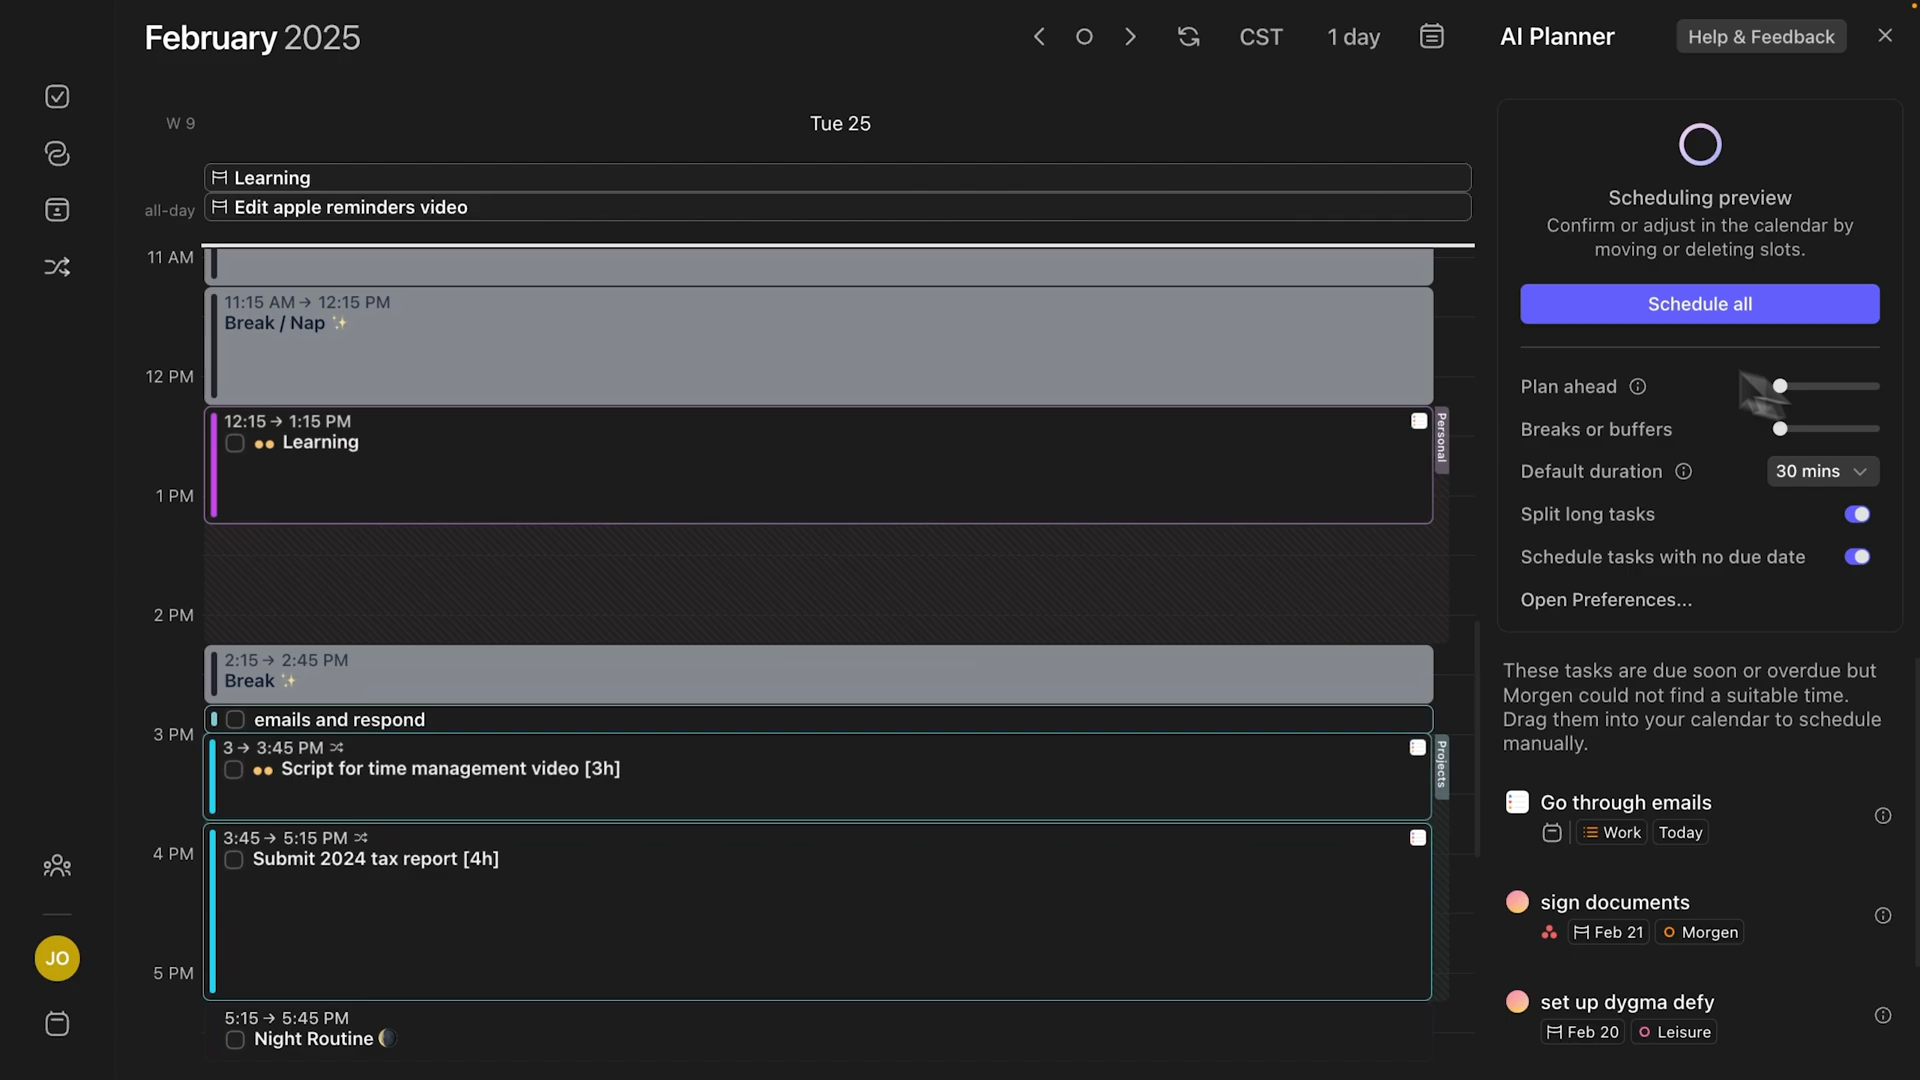 February 2025
CST
1 day
W 9
Tue 25
all-day
Learning
Edit apple reminders video
11 AM
11:15 AM → 12:15 PM
Break / Nap ✨
12 PM
12:15 → 1:15 PM
Learning
Personal
1 PM
2 PM
2:15 → 2:45 PM
Break ✨
emails and respond
3 PM
3 → 3:45 PM
Script for time management video [3h]
Projects
3:45 → 5:15 PM
Submit 2024 tax report [4h]
4 PM
5 PM
5:15 → 5:45 PM
Night Routine 🌗
JO
AI Planner
Help & Feedback
Scheduling preview
Confirm or adjust in the calendar by
moving or deleting slots.
Schedule all
Plan ahead
Breaks or buffers
Default duration
30 mins
Split long tasks
Schedule tasks with no due date
Open Preferences...
These tasks are due soon or overdue but
Morgen could not find a suitable time.
Drag them into your calendar to schedule
manually.
Go through emails
Work
Today
sign documents
Feb 21
Morgen
set up dygma defy
Feb 20
Leisure